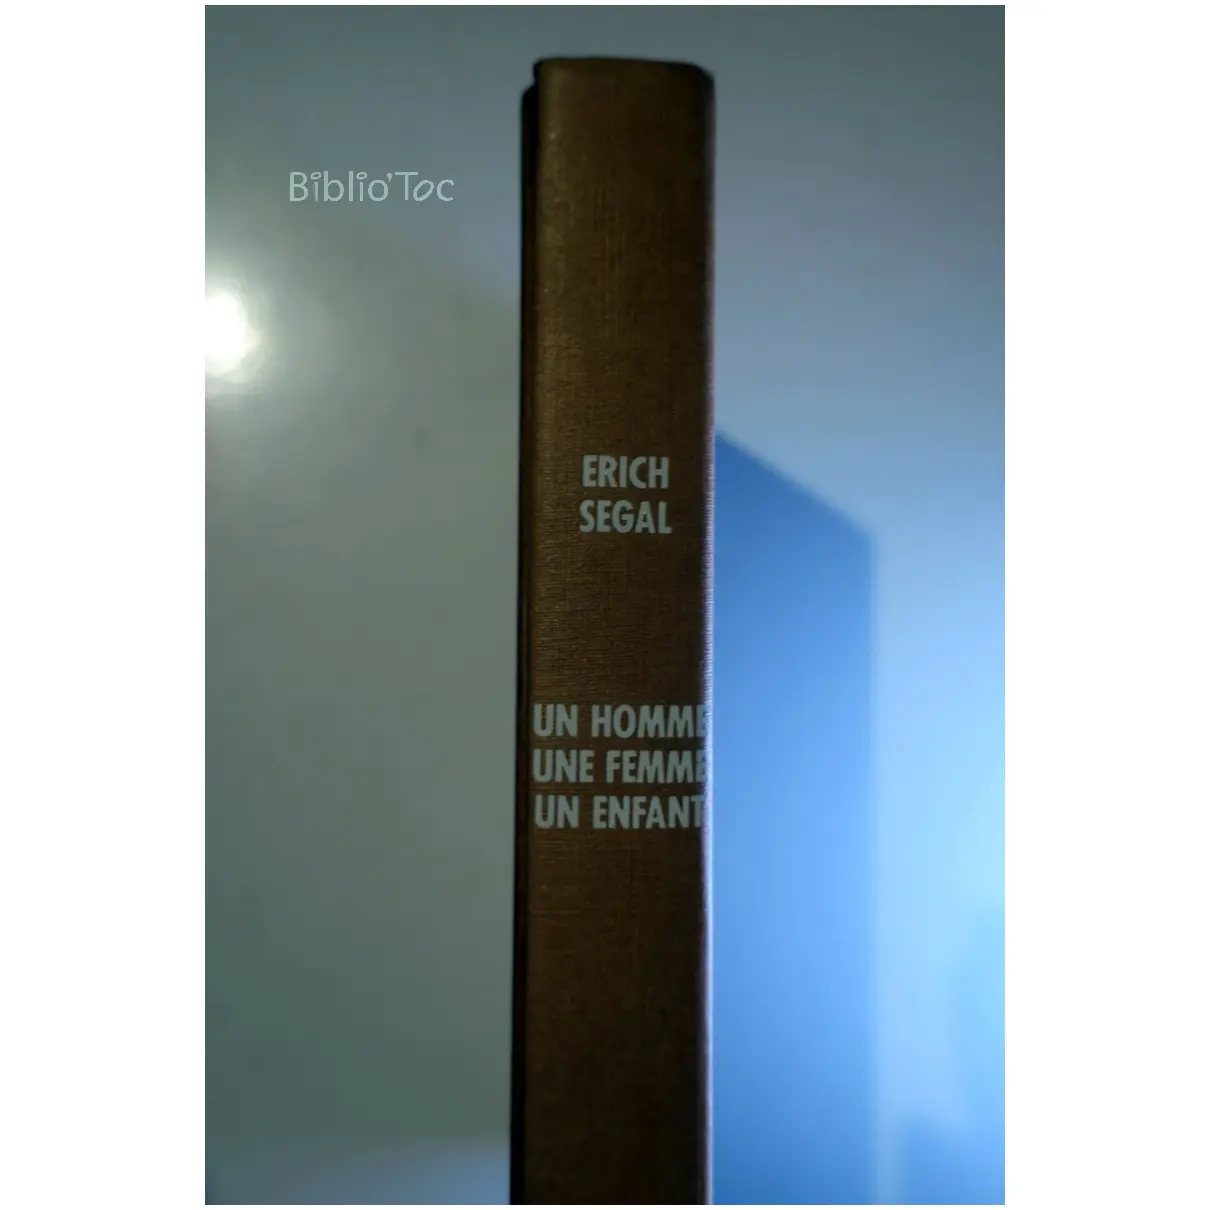 Biblio'Toc
ERICH
SEGAL
UN HOMME
UNE FEMME
UN ENFANT